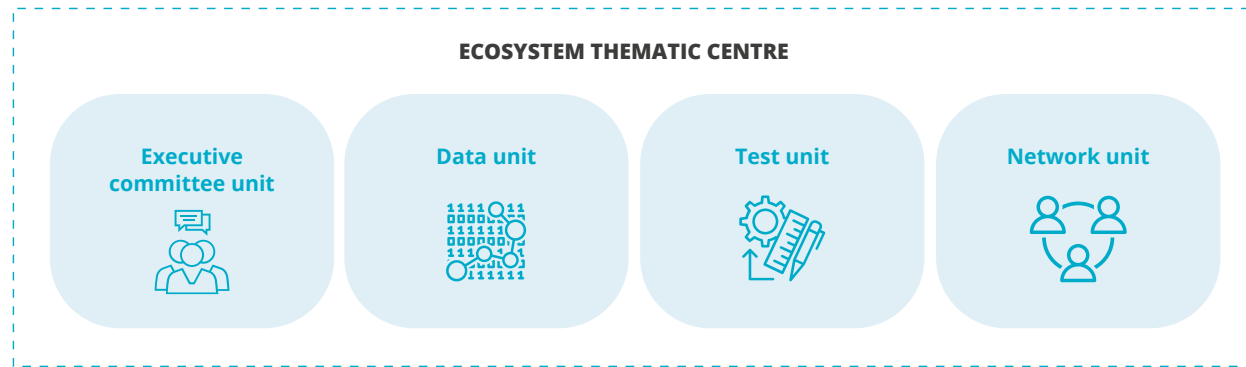 ECOSYSTEM THEMATIC CENTRE
Executive
committee unit
Data unit
Test unit
Network unit